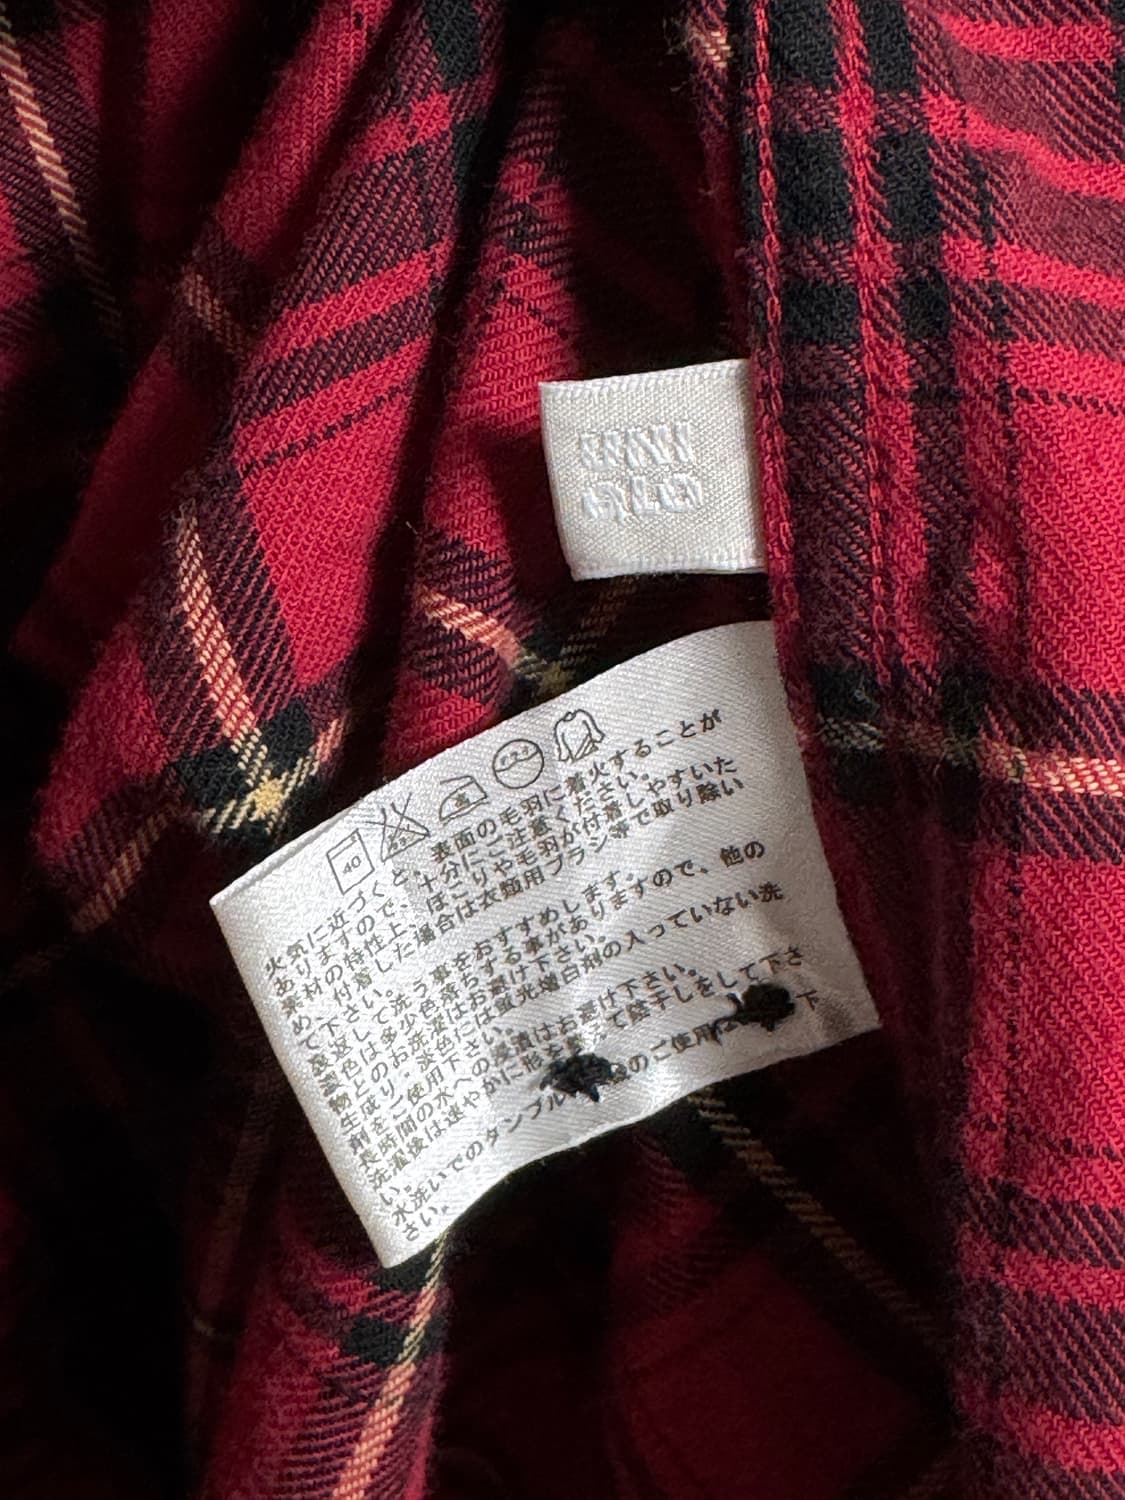 UNI
QLO
40
火気に近づくと、表面の毛羽に着火することが
ありますので、十分にご注意ください。
素材の特性上、ほこりや毛羽が付着しやすいた
め、付着した場合は衣類用ブラシ等で取り除い
て下さい。
裏返して洗う事をおすすめします。
濃色は多少色落ちする事がありますので、他の
物とのお洗濯はお避け下さい。
生成り・淡色には蛍光増白剤の入っていない洗
剤をご使用下さい。
長時間の水への浸漬はお避け下さい。
洗濯後は速やかに形を て陰干しをして下さ
い。
水洗いでのタンブル のご使用は 下
さい。